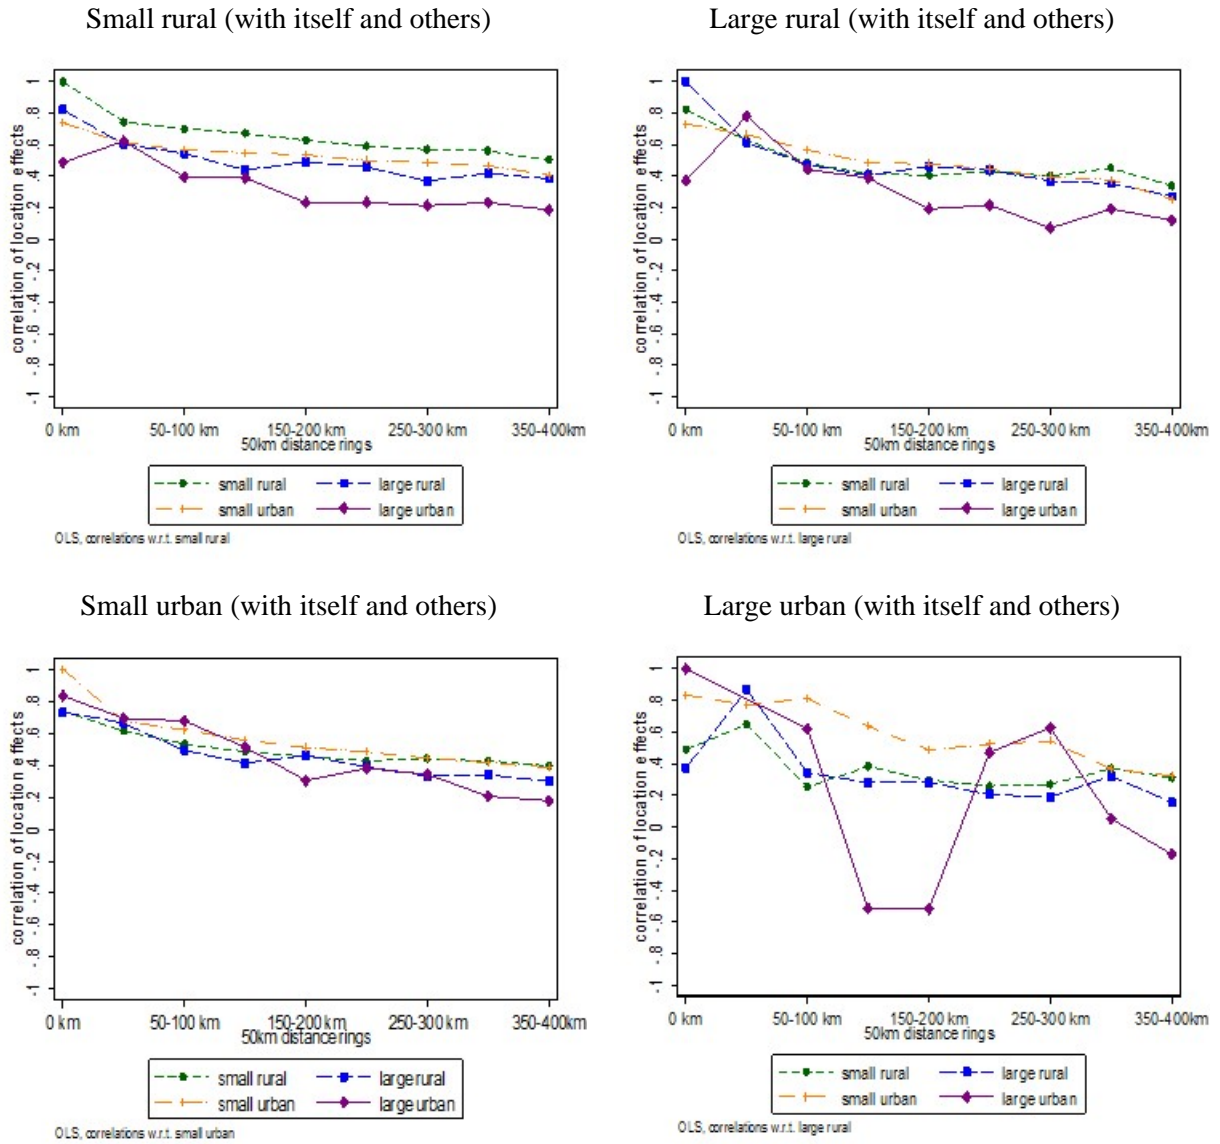 Small rural (with itself and others)
Large rural (with itself and others)
correlation of location effects
-1 -.8 -.6 -.4 -.2 0 .2 .4 .6 .8 1
0 km 50-100 km 150-200 km 250-300 km 350-400km
50km distance rings
small rural large rural
small urban large urban
OLS, correlations w.r.t. small rural
correlation of location effects
-1 -.8 -.6 -.4 -.2 0 .2 .4 .6 .8 1
0 km 50-100 km 150-200 km 250-300 km 350-400km
50km distance rings
small rural large rural
small urban large urban
OLS, correlations w.r.t. large rural
Small urban (with itself and others)
Large urban (with itself and others)
correlation of location effects
-1 -.8 -.6 -.4 -.2 0 .2 .4 .6 .8 1
0 km 50-100 km 150-200 km 250-300 km 350-400km
50km distance rings
small rural large rural
small urban large urban
OLS, correlations w.r.t. small urban
correlation of location effects
-1 -.8 -.6 -.4 -.2 0 .2 .4 .6 .8 1
0 km 50-100 km 150-200 km 250-300 km 350-400km
50km distance rings
small rural large rural
small urban large urban
OLS, correlations w.r.t. large rural